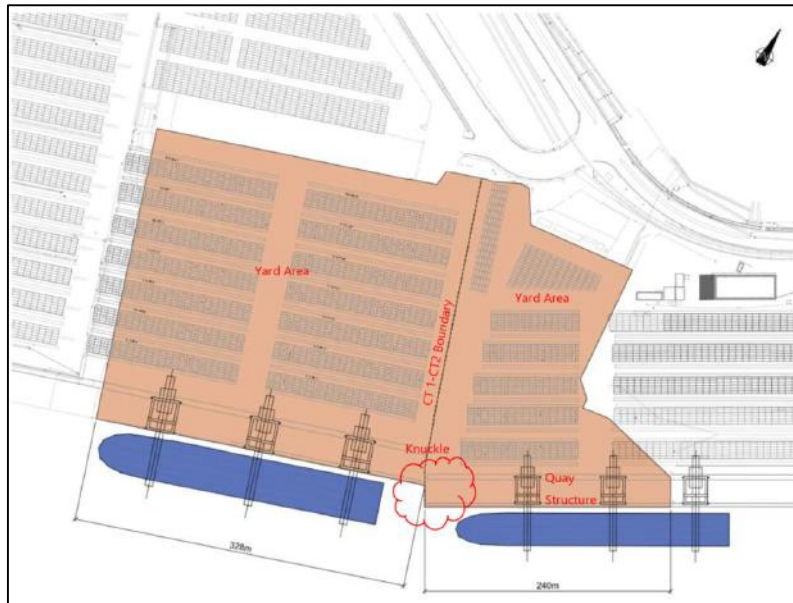 Yard Area
Yard Area
CT 1-CT2 Boundary
Knuckle
Quay
Structure
328m
240m